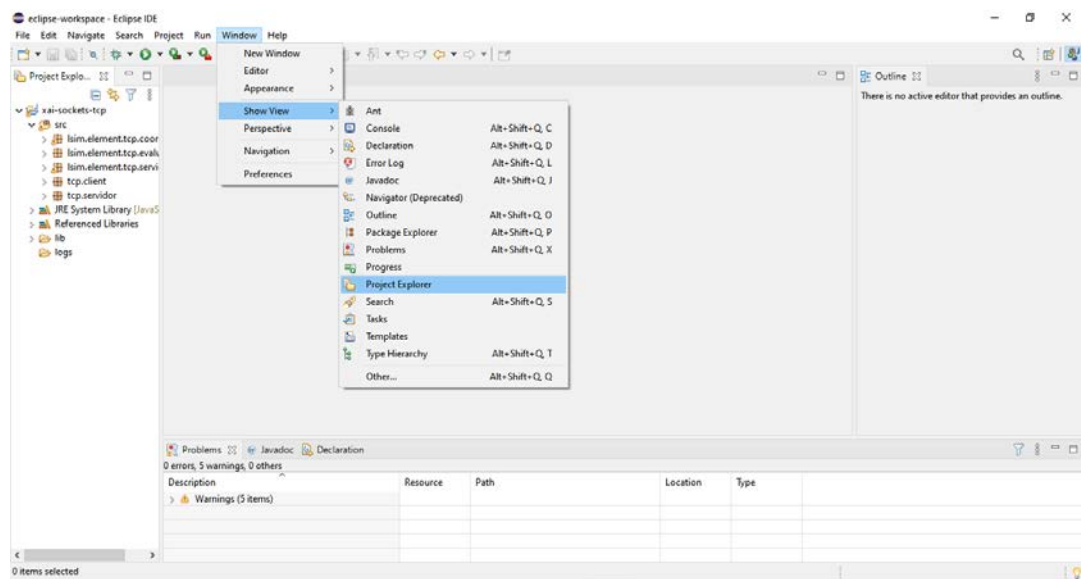 eclipse-workspace - Eclipse IDE
File Edit Navigate Search Project Run Window Help
Project Explo...
xai-sockets-tcp
src
lsim.element.tcp.coor
lsim.element.tcp.evalu
lsim.element.tcp.servi
tcp.client
tcp.servidor
JRE System Library [JavaS
Referenced Libraries
lib
logs
New Window
Editor
Appearance
Show View
Perspective
Navigation
Preferences
Ant
Console Alt+Shift+Q, C
Declaration Alt+Shift+Q, D
Error Log Alt+Shift+Q, L
Javadoc Alt+Shift+Q, J
Navigator (Deprecated)
Outline Alt+Shift+Q, O
Package Explorer Alt+Shift+Q, P
Problems Alt+Shift+Q, X
Progress
Project Explorer
Search Alt+Shift+Q, S
Tasks
Templates
Type Hierarchy Alt+Shift+Q, T
Other... Alt+Shift+Q, Q
Outline
There is no active editor that provides an outline.
Problems Javadoc Declaration
0 errors, 5 warnings, 0 others
Description Resource Path Location Type
Warnings (5 items)
0 items selected